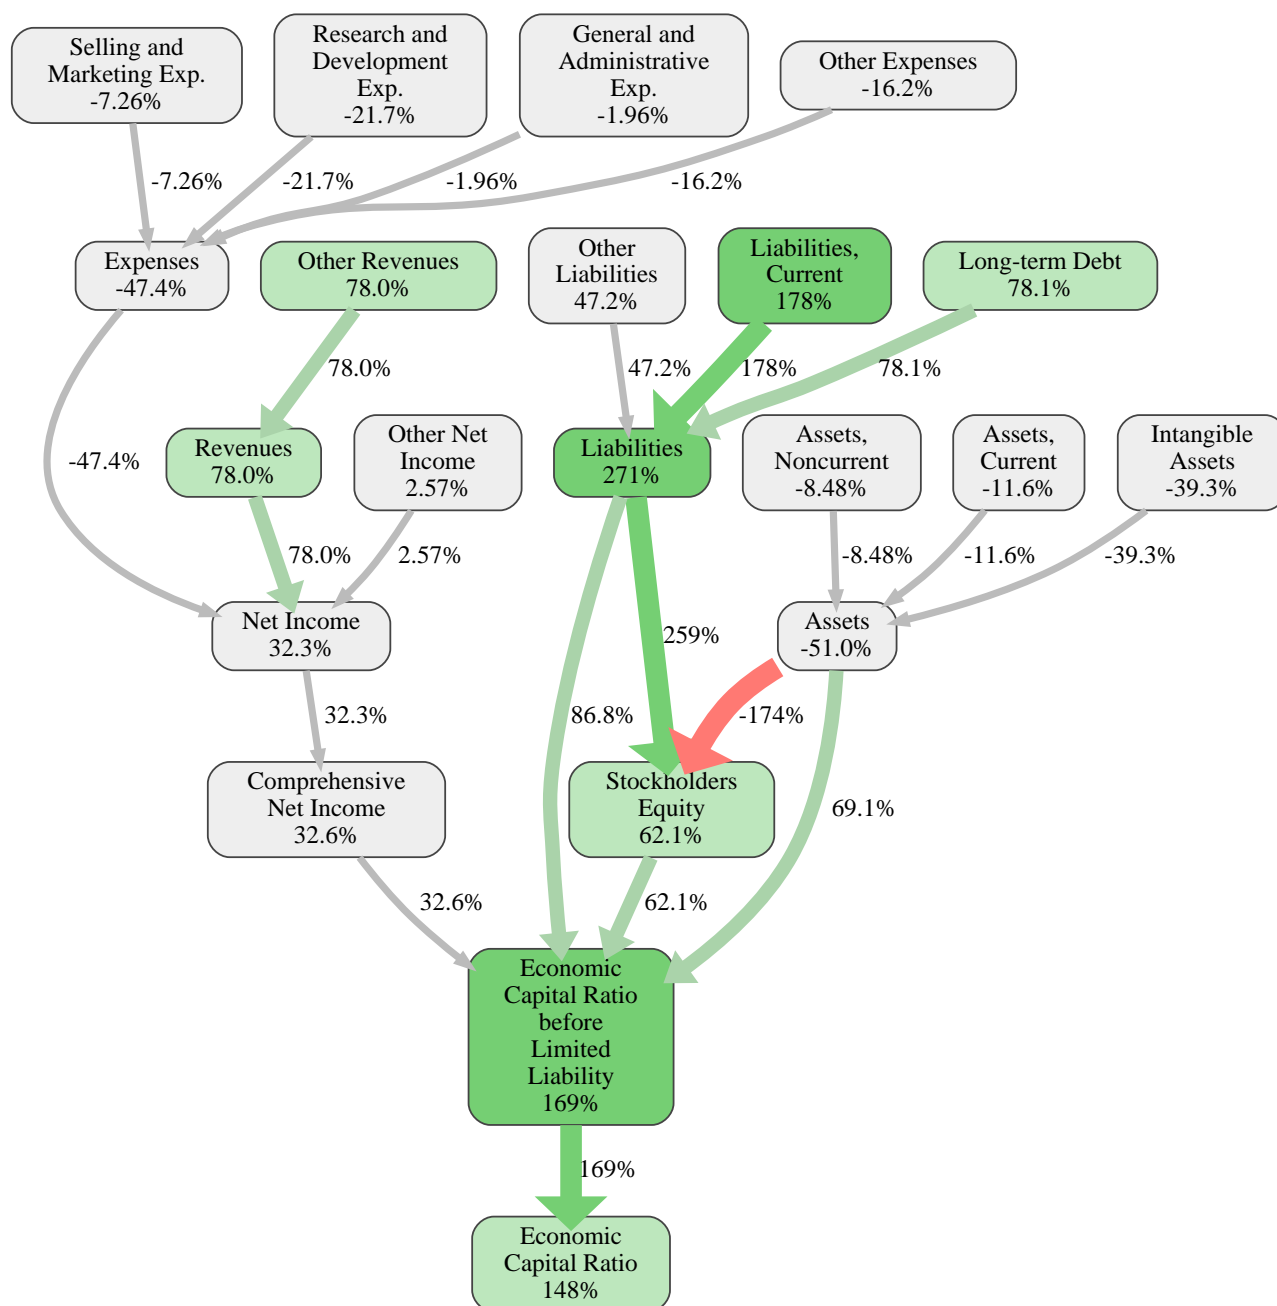 Selling and
Marketing Exp.
-7.26%
Research and
Development
Exp.
-21.7%
General and
Administrative
Exp.
-1.96%
Other Expenses
-16.2%
-7.26%
-21.7%
-1.96%
-16.2%
Expenses
-47.4%
Other Revenues
78.0%
Other
Liabilities
47.2%
Liabilities,
Current
178%
Long-term Debt
78.1%
78.0%
47.2%
178%
78.1%
-47.4%
Revenues
78.0%
Other Net
Income
2.57%
Liabilities
271%
Assets,
Noncurrent
-8.48%
Assets,
Current
-11.6%
Intangible
Assets
-39.3%
78.0%
2.57%
-8.48%
-11.6%
-39.3%
Net Income
32.3%
259%
Assets
-51.0%
32.3%
86.8%
-174%
Comprehensive
Net Income
32.6%
Stockholders
Equity
62.1%
69.1%
32.6%
62.1%
Economic
Capital Ratio
before
Limited
Liability
169%
169%
Economic
Capital Ratio
148%